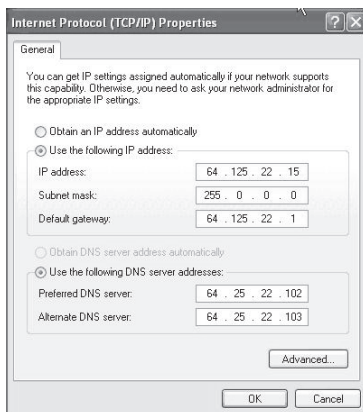 Internet Protocol (TCP/IP) Properties
General
You can get IP settings assigned automatically if your network supports
this capability. Otherwise, you need to ask your network administrator for
the appropriate IP settings.
Obtain an IP address automatically
Use the following IP address:
IP address: 64 . 125 . 22 . 15
Subnet mask: 255 . 0 . 0 . 0
Default gateway: 64 . 125 . 22 . 1
Obtain DNS server address automatically
Use the following DNS server addresses:
Preferred DNS server: 64 . 25 . 22 . 102
Alternate DNS server: 64 . 25 . 22 . 103
Advanced...
OK Cancel